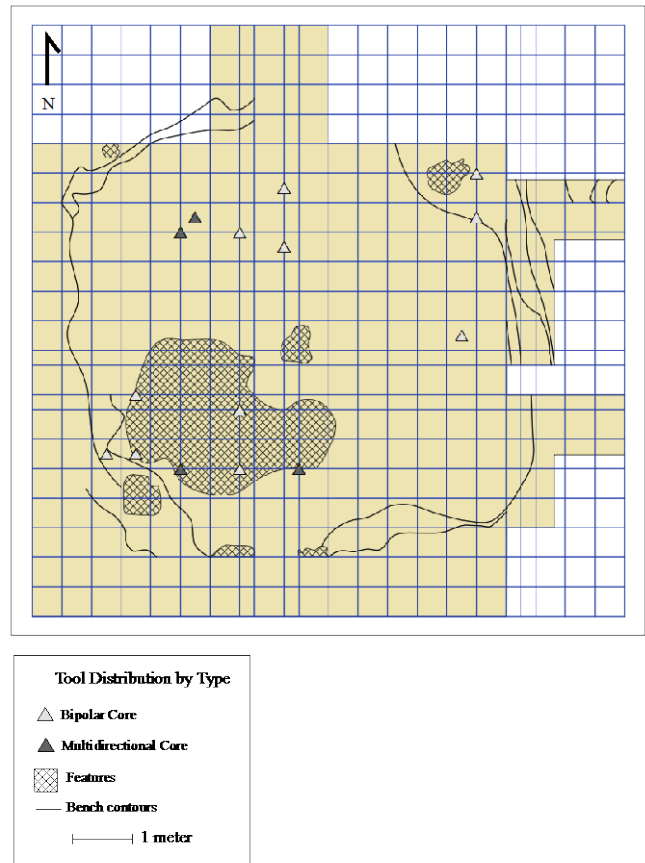 N
Tool Distribution by Type
Bipolar Core
Multidirectional Core
Features
Bench contours
1 meter